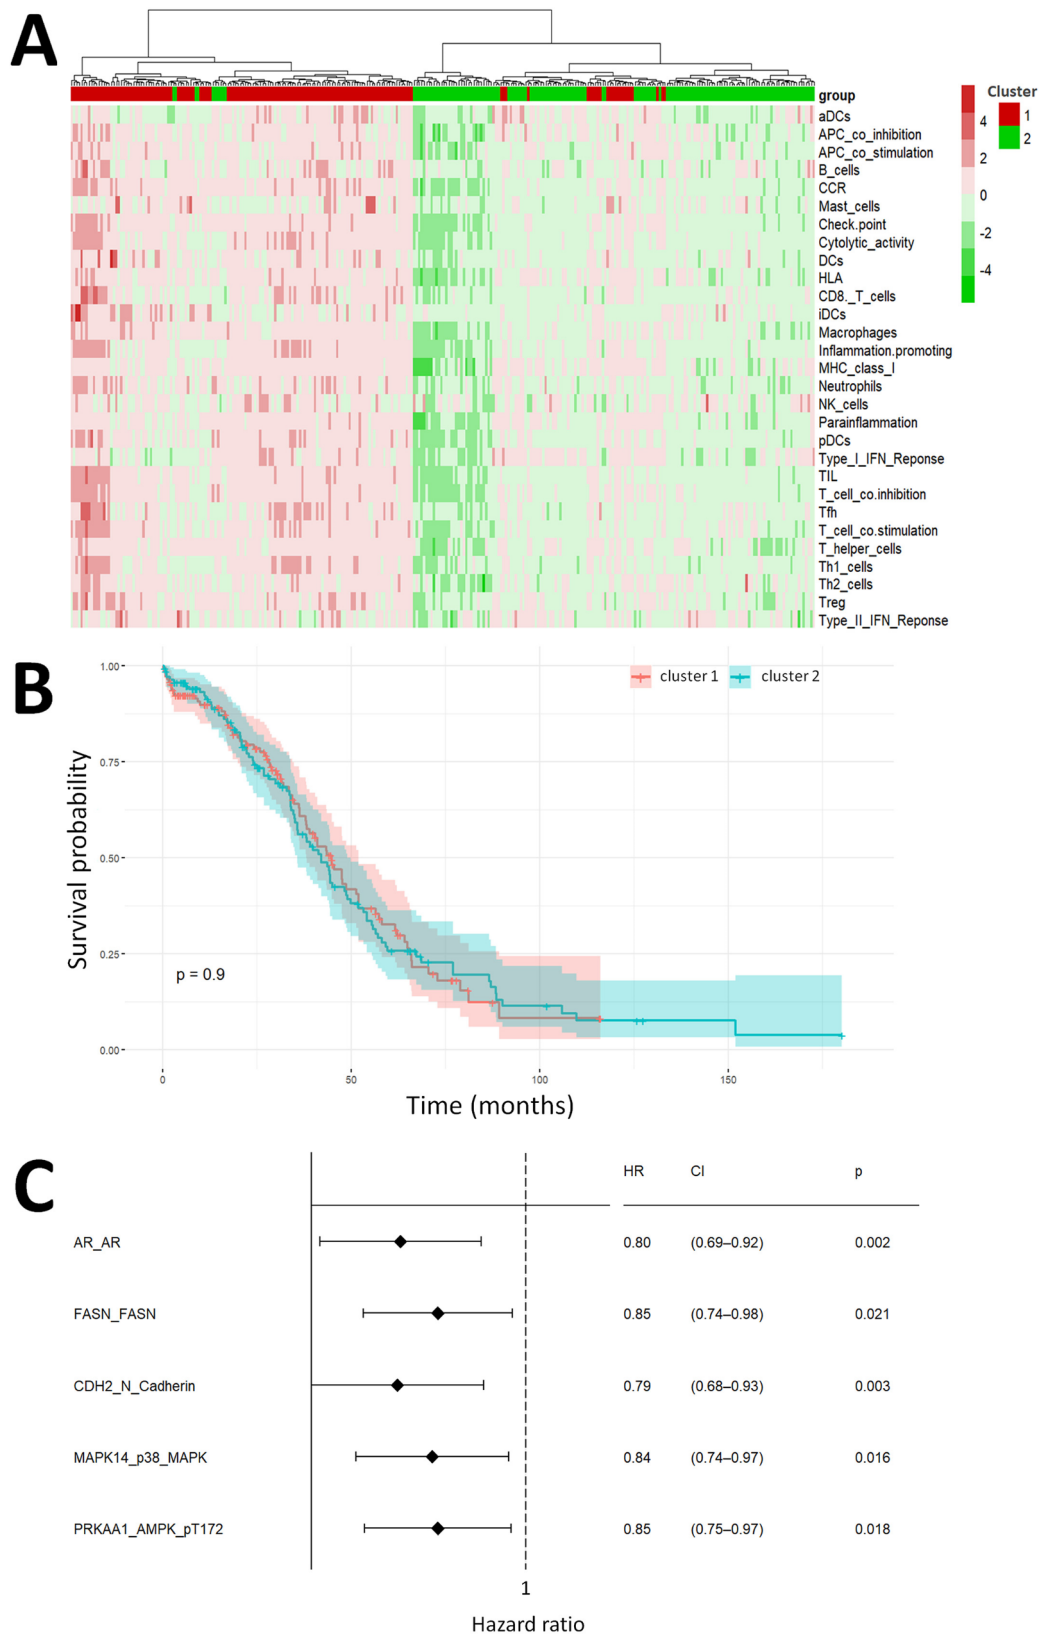 A
group
aDCs
APC_co_inhibition
APC_co_stimulation
B_cells
CCR
Mast_cells
Check.point
Cytolytic_activity
DCs
HLA
CD8._T_cells
iDCs
Macrophages
Inflammation.promoting
MHC_class_I
Neutrophils
NK_cells
Parainflammation
pDCs
Type_I_IFN_Reponse
TIL
T_cell_co.inhibition
Tfh
T_cell_co.stimulation
T_helper_cells
Th1_cells
Th2_cells
Treg
Type_II_IFN_Reponse
4
2
0
-2
-4
Cluster
1
2
B
cluster 1 cluster 2
Survival probability
1.00
0.75
0.50
0.25
0.00
p = 0.9
0 50 100 150
Time (months)
C
HR CI p
AR_AR 0.80 (0.69–0.92) 0.002
FASN_FASN 0.85 (0.74–0.98) 0.021
CDH2_N_Cadherin 0.79 (0.68–0.93) 0.003
MAPK14_p38_MAPK 0.84 (0.74–0.97) 0.016
PRKAA1_AMPK_pT172 0.85 (0.75–0.97) 0.018
1
Hazard ratio